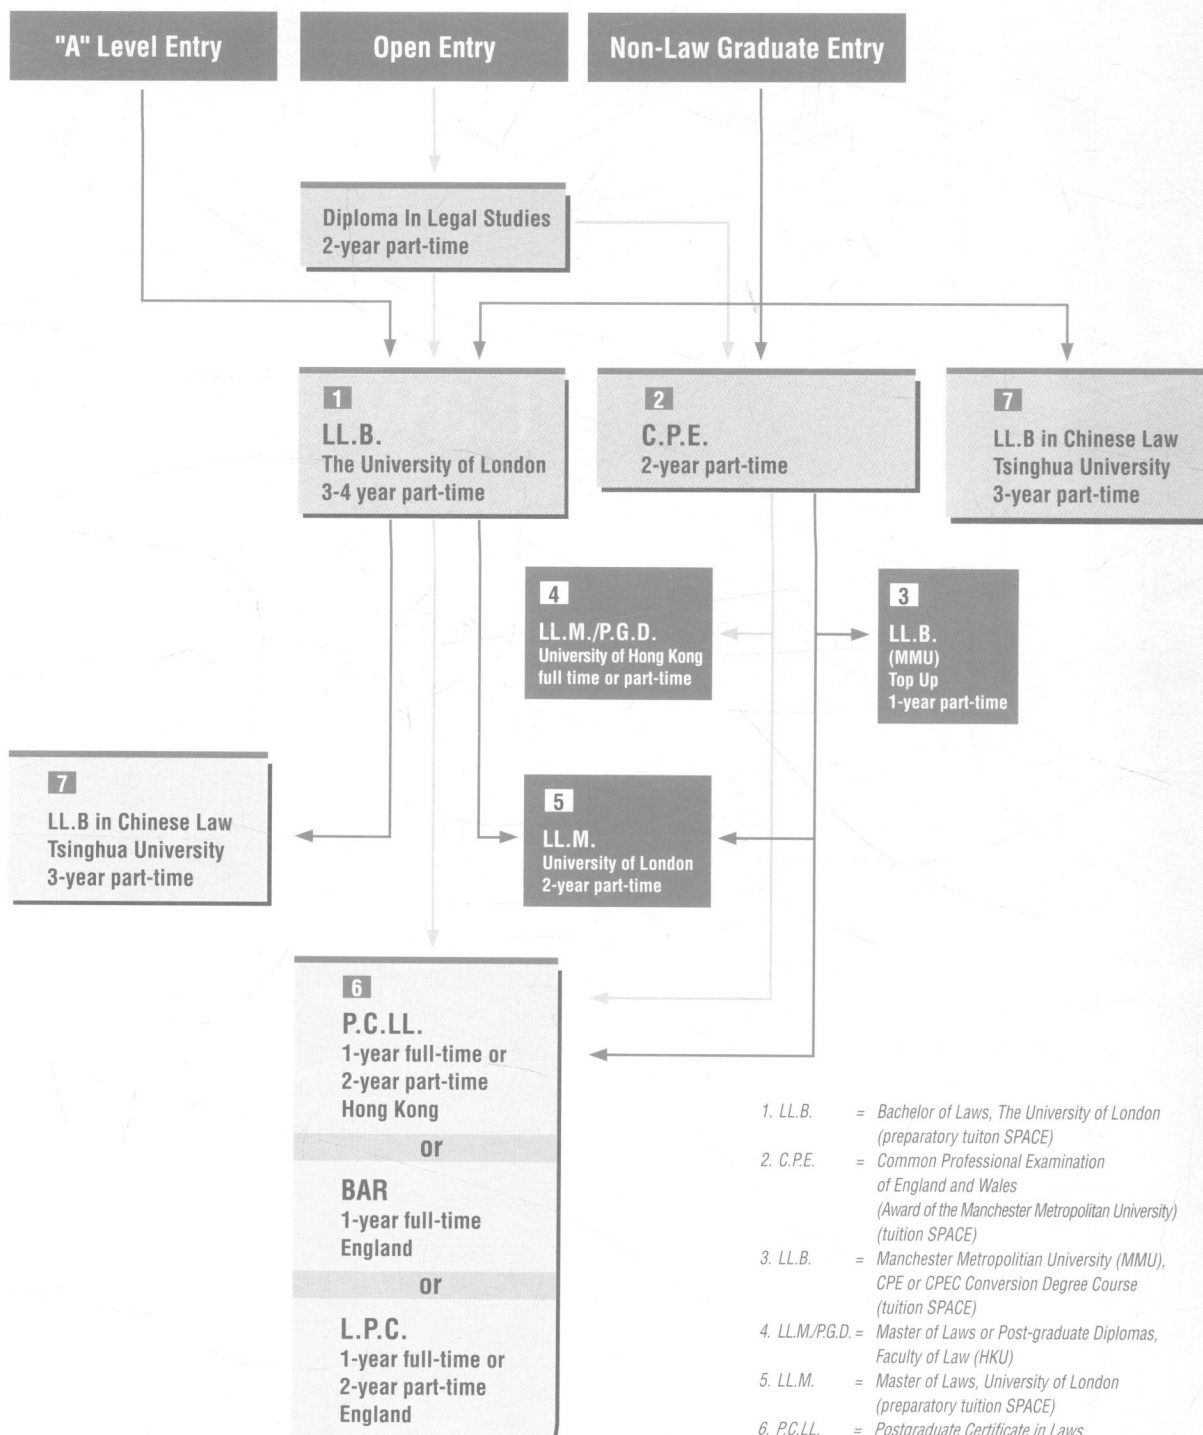 "A" Level Entry
Open Entry
Non-Law Graduate Entry
Diploma In Legal Studies
2-year part-time
1
LL.B.
The University of London
3-4 year part-time
2
C.P.E.
2-year part-time
7
LL.B in Chinese Law
Tsinghua University
3-year part-time
4
LL.M./P.G.D.
University of Hong Kong
full time or part-time
3
LL.B.
(MMU)
Top Up
1-year part-time
7
LL.B in Chinese Law
Tsinghua University
3-year part-time
5
LL.M.
University of London
2-year part-time
6
P.C.LL.
1-year full-time or
2-year part-time
Hong Kong
or
BAR
1-year full-time
England
or
L.P.C.
1-year full-time or
2-year part-time
England
1. LL.B. = Bachelor of Laws, The University of London
(preparatory tuiton SPACE)
2. C.P.E. = Common Professional Examination
of England and Wales
(Award of the Manchester Metropolitan University)
(tuition SPACE)
3. LL.B. = Manchester Metropolitian University (MMU),
CPE or CPEC Conversion Degree Course
(tuition SPACE)
4. LL.M./P.G.D. = Master of Laws or Post-graduate Diplomas,
Faculty of Law (HKU)
5. LL.M. = Master of Laws, University of London
(preparatory tuition SPACE)
6. P.C.LL. = Postgraduate Certificate in Laws